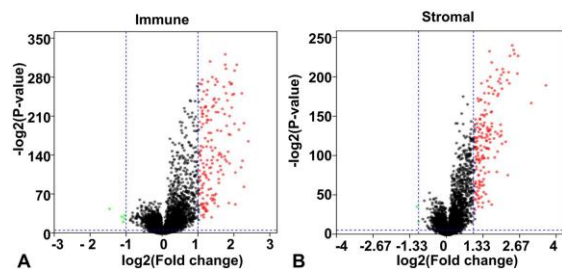 Immune
350
280
210
140
70
0
-log2(P-value)
-3 -2 -1 0 1 2 3
log2(Fold change)
A
Stromal
250
200
150
100
50
0
-log2(P-value)
-4 -2.67 -1.33 0 1.33 2.67 4
log2(Fold change)
B